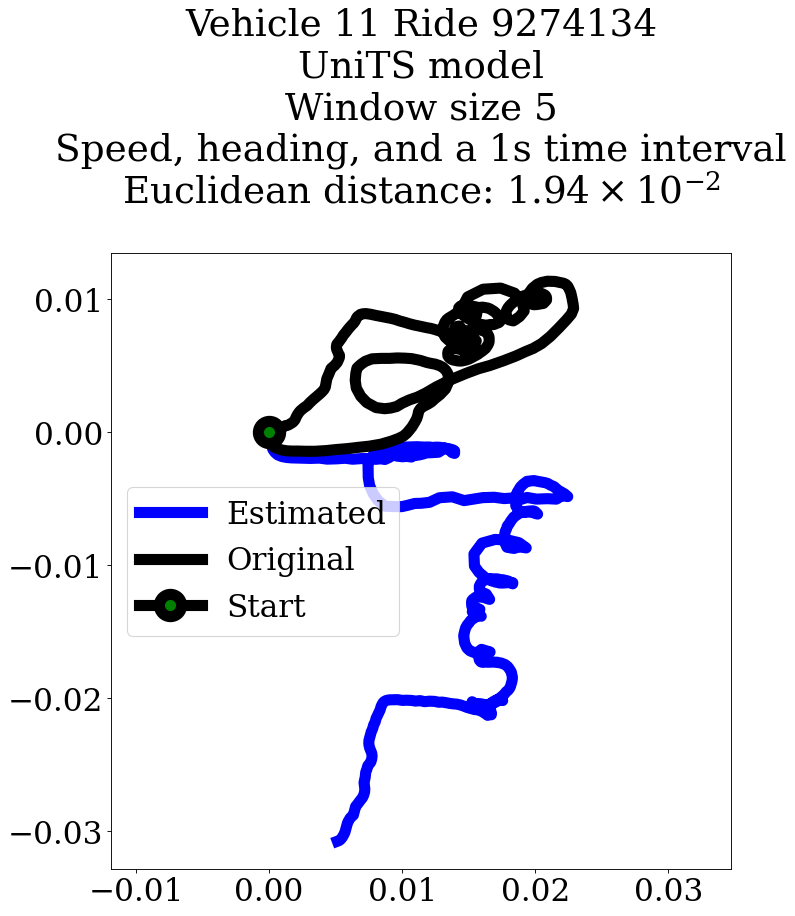 Vehicle 11 Ride 9274134
UniTS model
Window size 5
Speed, heading, and a 1s time interval
Euclidean distance: 1.94 × 10⁻²
0.01
0.00
−0.01
−0.02
−0.03
Estimated
Original
Start
−0.01 0.00 0.01 0.02 0.03